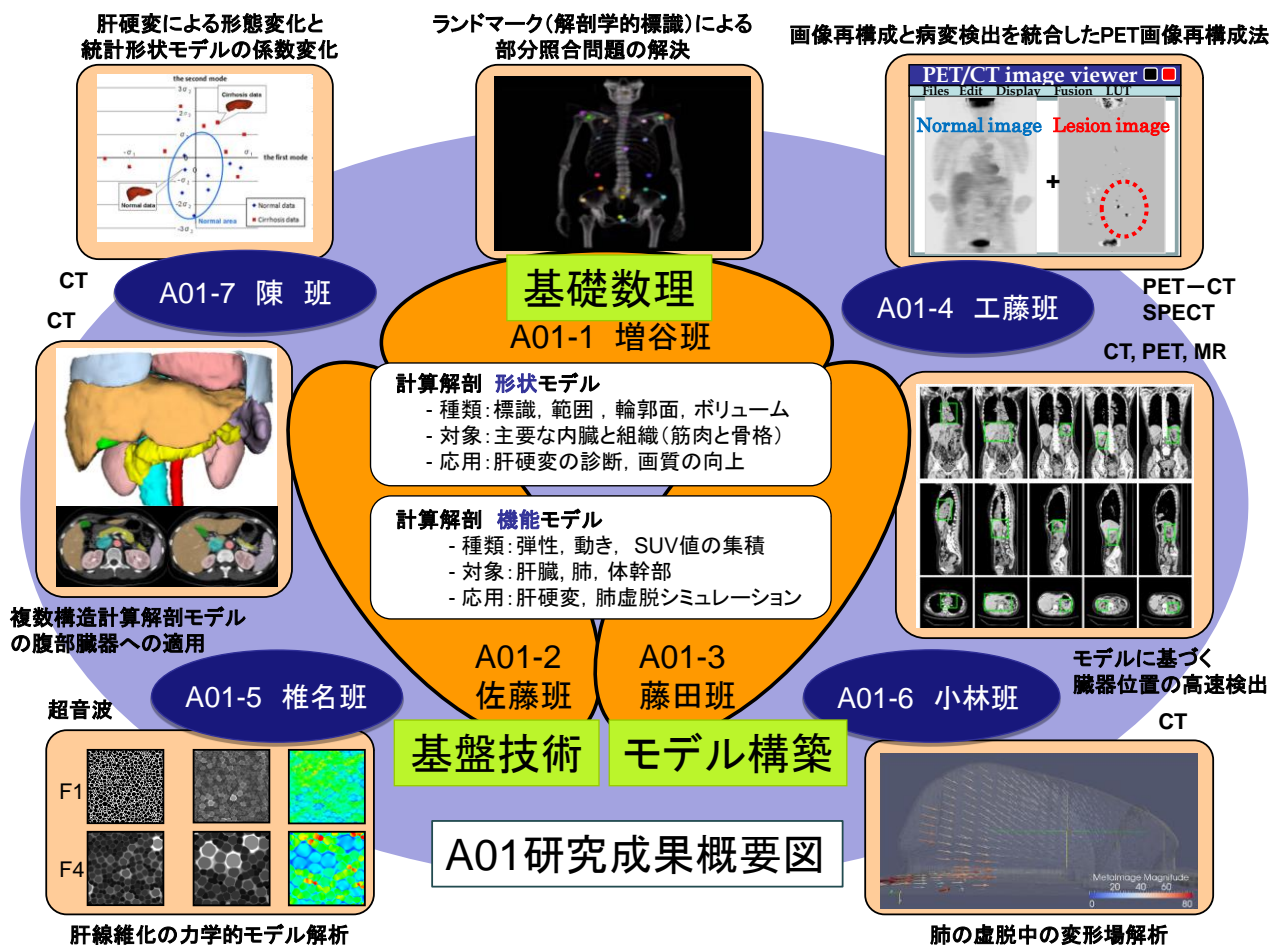 肝硬変による形態変化と
統計形状モデルの係数変化
ランドマーク（解剖学的標識）による
部分照合問題の解決
画像再構成と病変検出を統合したPET画像再構成法
the second mode
3σ2
Cirrhosis data
-σ1
σ1
the first mode
0
-σ2
-2σ2
-3σ2
Normal data
Normal area
Normal data
Cirrhosis data
PET/CT image viewer
Files Edit Display Fusion LUT
Normal image
Lesion image
+
CT
A01-7 陳 班
基礎数理
A01-1 増谷班
A01-4 工藤班
PET－CT
SPECT
CT
CT, PET, MR
計算解剖 形状モデル
- 種類：標識, 範囲 , 輪郭面、ボリューム
- 対象：主要な内臓と組織（筋肉と骨格）
- 応用：肝硬変の診断, 画質の向上
計算解剖 機能モデル
- 種類：弾性, 動き, SUV値の集積
- 対象：肝臓, 肺, 体幹部
- 応用：肝硬変, 肺虚脱シミュレーション
複数構造計算解剖モデル
の腹部臓器への適用
A01-2
佐藤班
A01-3
藤田班
モデルに基づく
臓器位置の高速検出
超音波
A01-5 椎名班
A01-6 小林班
CT
基盤技術
モデル構築
F1
F4
A01研究成果概要図
MetaImage Magnitude
20 40 60
0 80
肝線維化の力学的モデル解析
肺の虚脱中の変形場解析